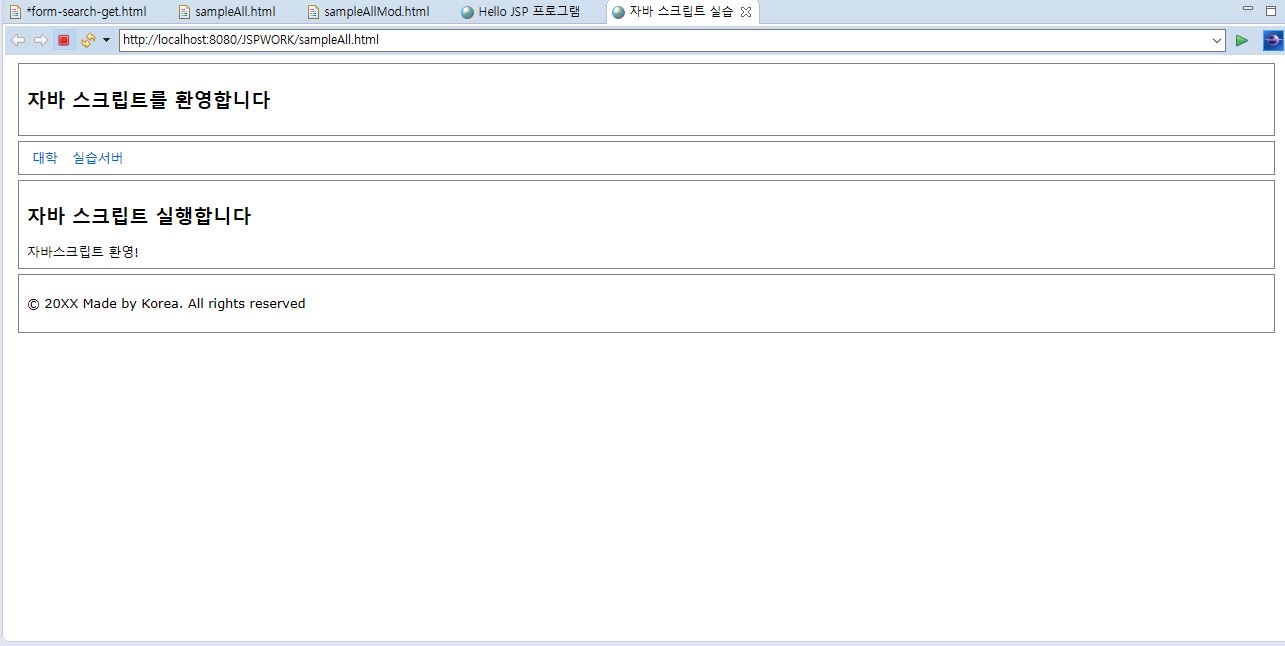 *form-search-get.html sampleAll.html sampleAllMod.html Hello JSP 프로그램 자바 스크립트 실습
http://localhost:8080/JSPWORK/sampleAll.html
자바 스크립트를 환영합니다
대학 실습서버
자바 스크립트 실행합니다
자바스크립트 환영!
© 20XX Made by Korea. All rights reserved